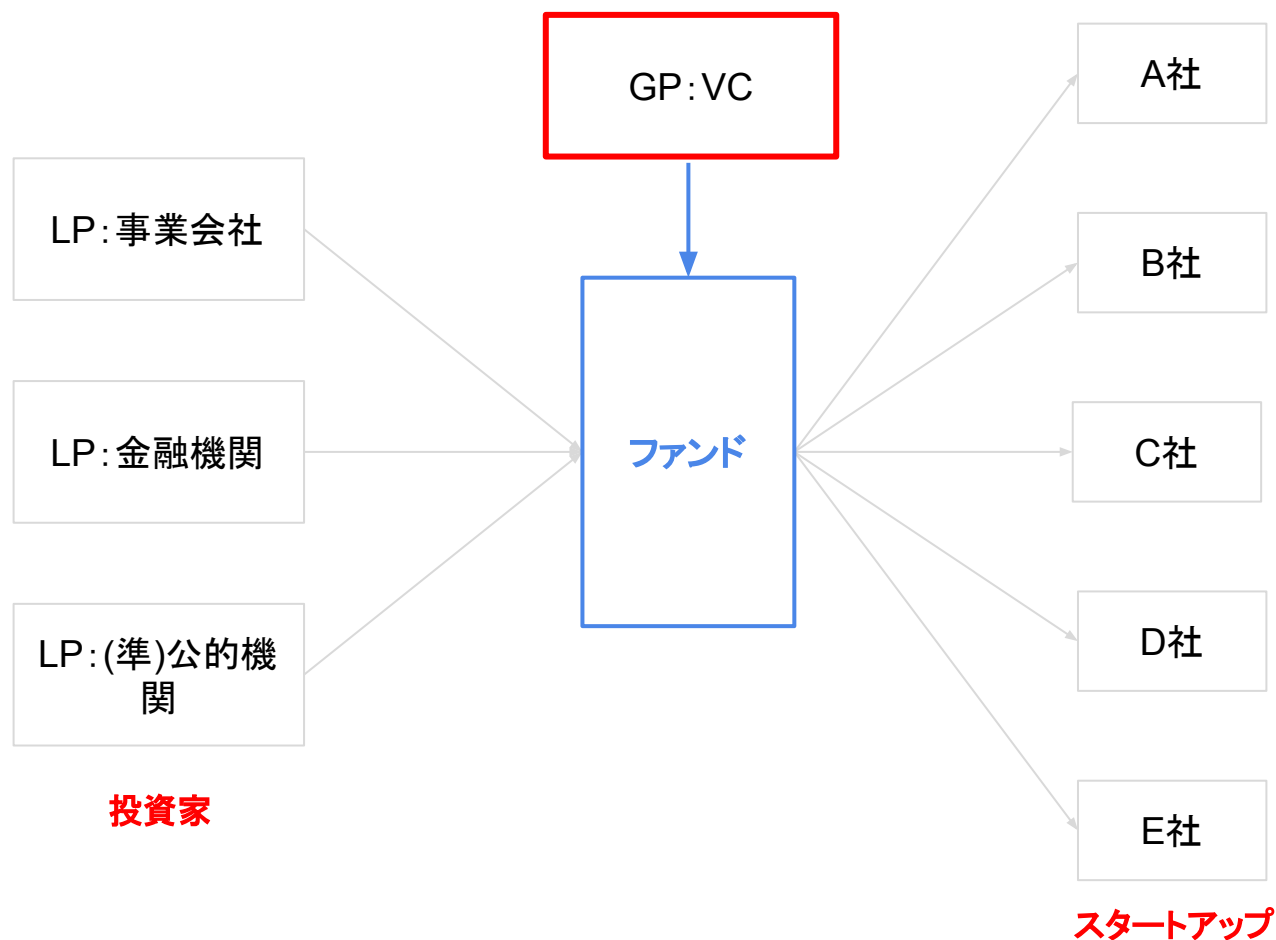 GP：VC
A社
B社
LP：事業会社
LP：金融機関
ファンド
C社
LP：(準)公的機
関
D社
投資家
E社
スタートアップ